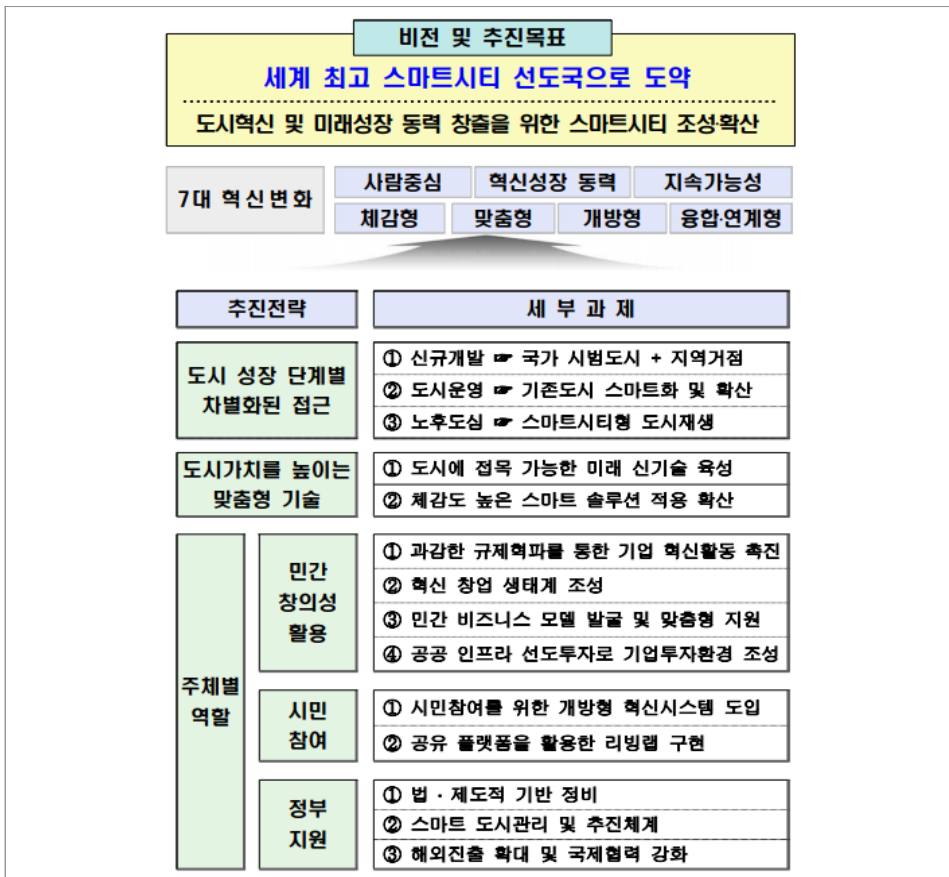 비전 및 추진목표
세계 최고 스마트시티 선도국으로 도약
도시혁신 및 미래성장 동력 창출을 위한 스마트시티 조성·확산
7대 혁신변화
사람중심
혁신성장 동력
지속가능성
체감형
맞춤형
개방형
융합·연계형
추진전략
세 부 과 제
도시 성장 단계별
차별화된 접근
① 신규개발 ☞ 국가 시범도시 + 지역거점
② 도시운영 ☞ 기존도시 스마트화 및 확산
③ 노후도심 ☞ 스마트시티형 도시재생
도시가치를 높이는
맞춤형 기술
① 도시에 접목 가능한 미래 신기술 육성
② 체감도 높은 스마트 솔루션 적용 확산
주체별
역할
민간
창의성
활용
① 과감한 규제혁파를 통한 기업 혁신활동 촉진
② 혁신 창업 생태계 조성
③ 민간 비즈니스 모델 발굴 및 맞춤형 지원
④ 공공 인프라 선도투자로 기업투자환경 조성
시민
참여
① 시민참여를 위한 개방형 혁신시스템 도입
② 공유 플랫폼을 활용한 리빙랩 구현
정부
지원
① 법 · 제도적 기반 정비
② 스마트 도시관리 및 추진체계
③ 해외진출 확대 및 국제협력 강화